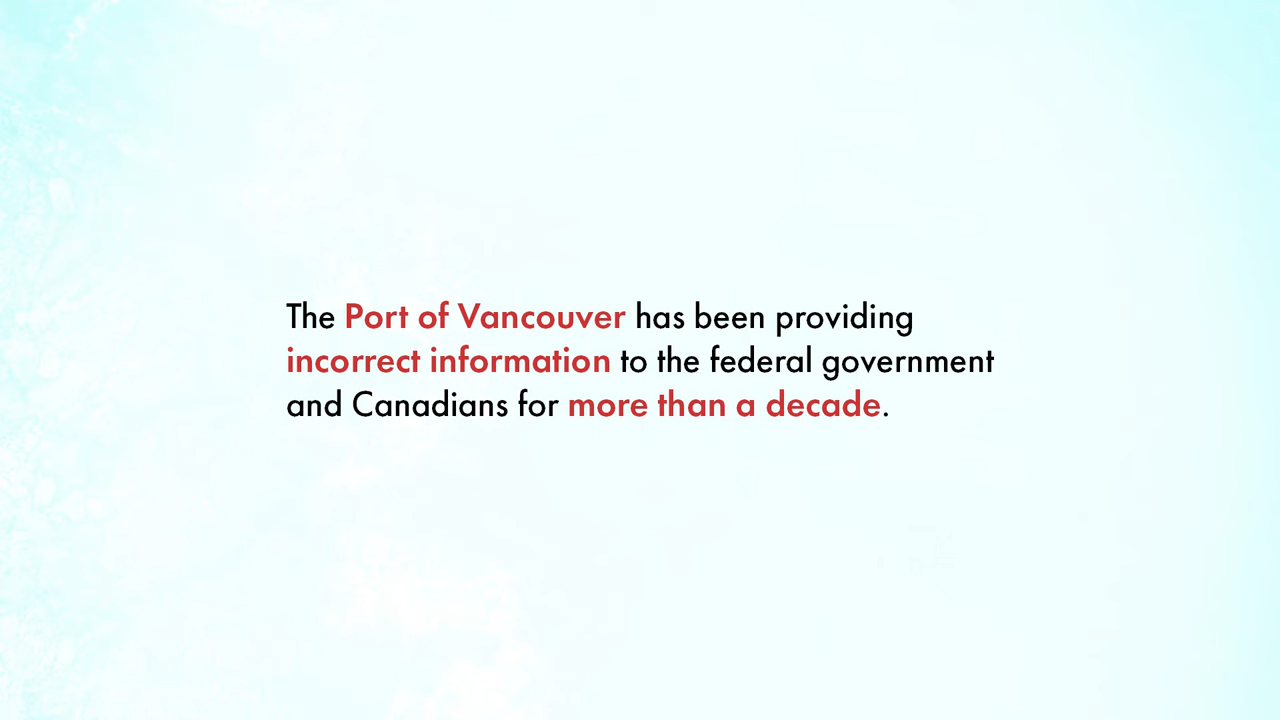 The Port of Vancouver has been providing
incorrect information to the federal government
and Canadians for more than a decade.